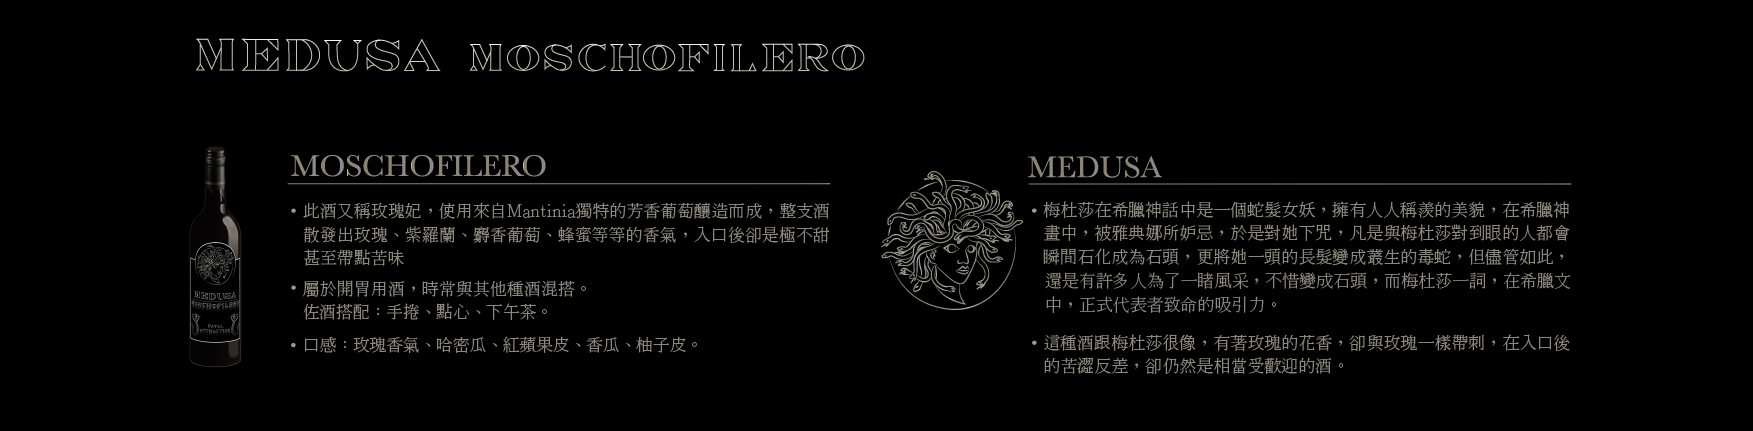 MEDUSA MOSCHOFILERO
MOSCHOFILERO
• 此酒又稱玫瑰妃，使用來自Mantinia獨特的芳香葡萄釀造而成，整支酒
散發出玫瑰、紫羅蘭、麝香葡萄、蜂蜜等等的香氣，入口後卻是極不甜
甚至帶點苦味
• 屬於開胃用酒，時常與其他種酒混搭。
佐酒搭配：手捲、點心、下午茶。
• 口感：玫瑰香氣、哈密瓜、紅蘋果皮、香瓜、柚子皮。
MEDUSA
MOSCHOFILERO
FATAL
ATTRACTION
MEDUSA
• 梅杜莎在希臘神話中是一個蛇髮女妖，擁有人人稱羨的美貌，在希臘神
畫中，被雅典娜所妒忌，於是對她下咒，凡是與梅杜莎對到眼的人都會
瞬間石化成為石頭，更將她一頭的長髮變成叢生的毒蛇，但儘管如此，
還是有許多人為了一睹風采，不惜變成石頭，而梅杜莎一詞，在希臘文
中，正式代表者致命的吸引力。
• 這種酒跟梅杜莎很像，有著玫瑰的花香，卻與玫瑰一樣帶刺，在入口後
的苦澀反差，卻仍然是相當受歡迎的酒。